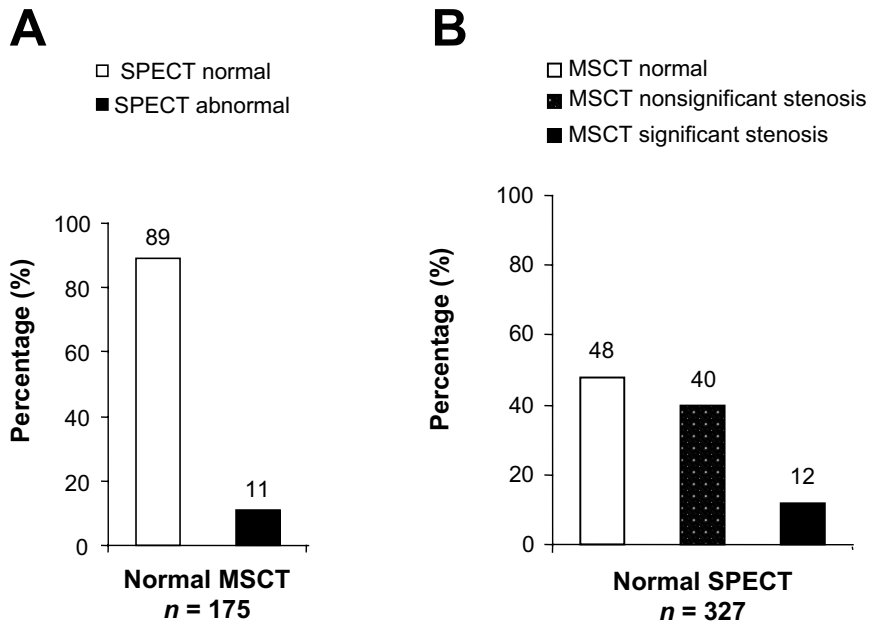 A
SPECT normal
SPECT abnormal
Percentage (%)
100
80
60
40
20
0
89
11
Normal MSCT
n = 175
B
MSCT normal
MSCT nonsignificant stenosis
MSCT significant stenosis
Percentage (%)
100
80
60
40
20
0
48
40
12
Normal SPECT
n = 327